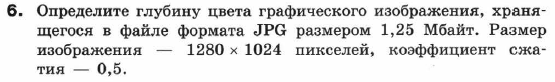 6. Определите глубину цвета графического изображения, храня-
щегося в файле формата JPG размером 1,25 Мбайт. Размер
изображения — 1280 × 1024 пикселей, коэффициент сжа-
тия — 0,5.